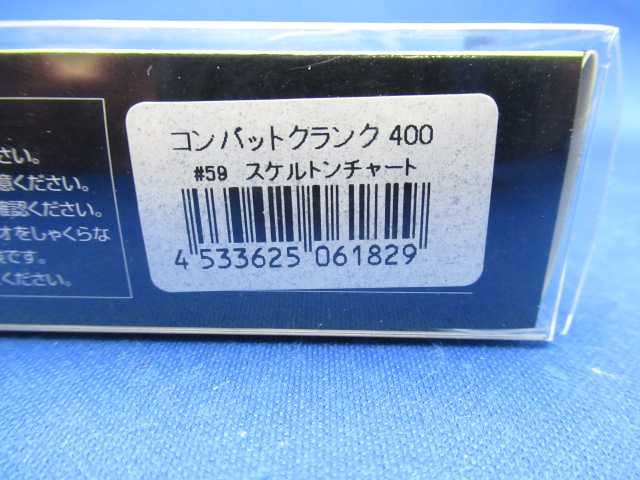 コンバットクランク 400
#59 スケルトンチャート
4 533625 061829
さい。
意ください。
確認ください。
オをしゃくらな
です。
ください。